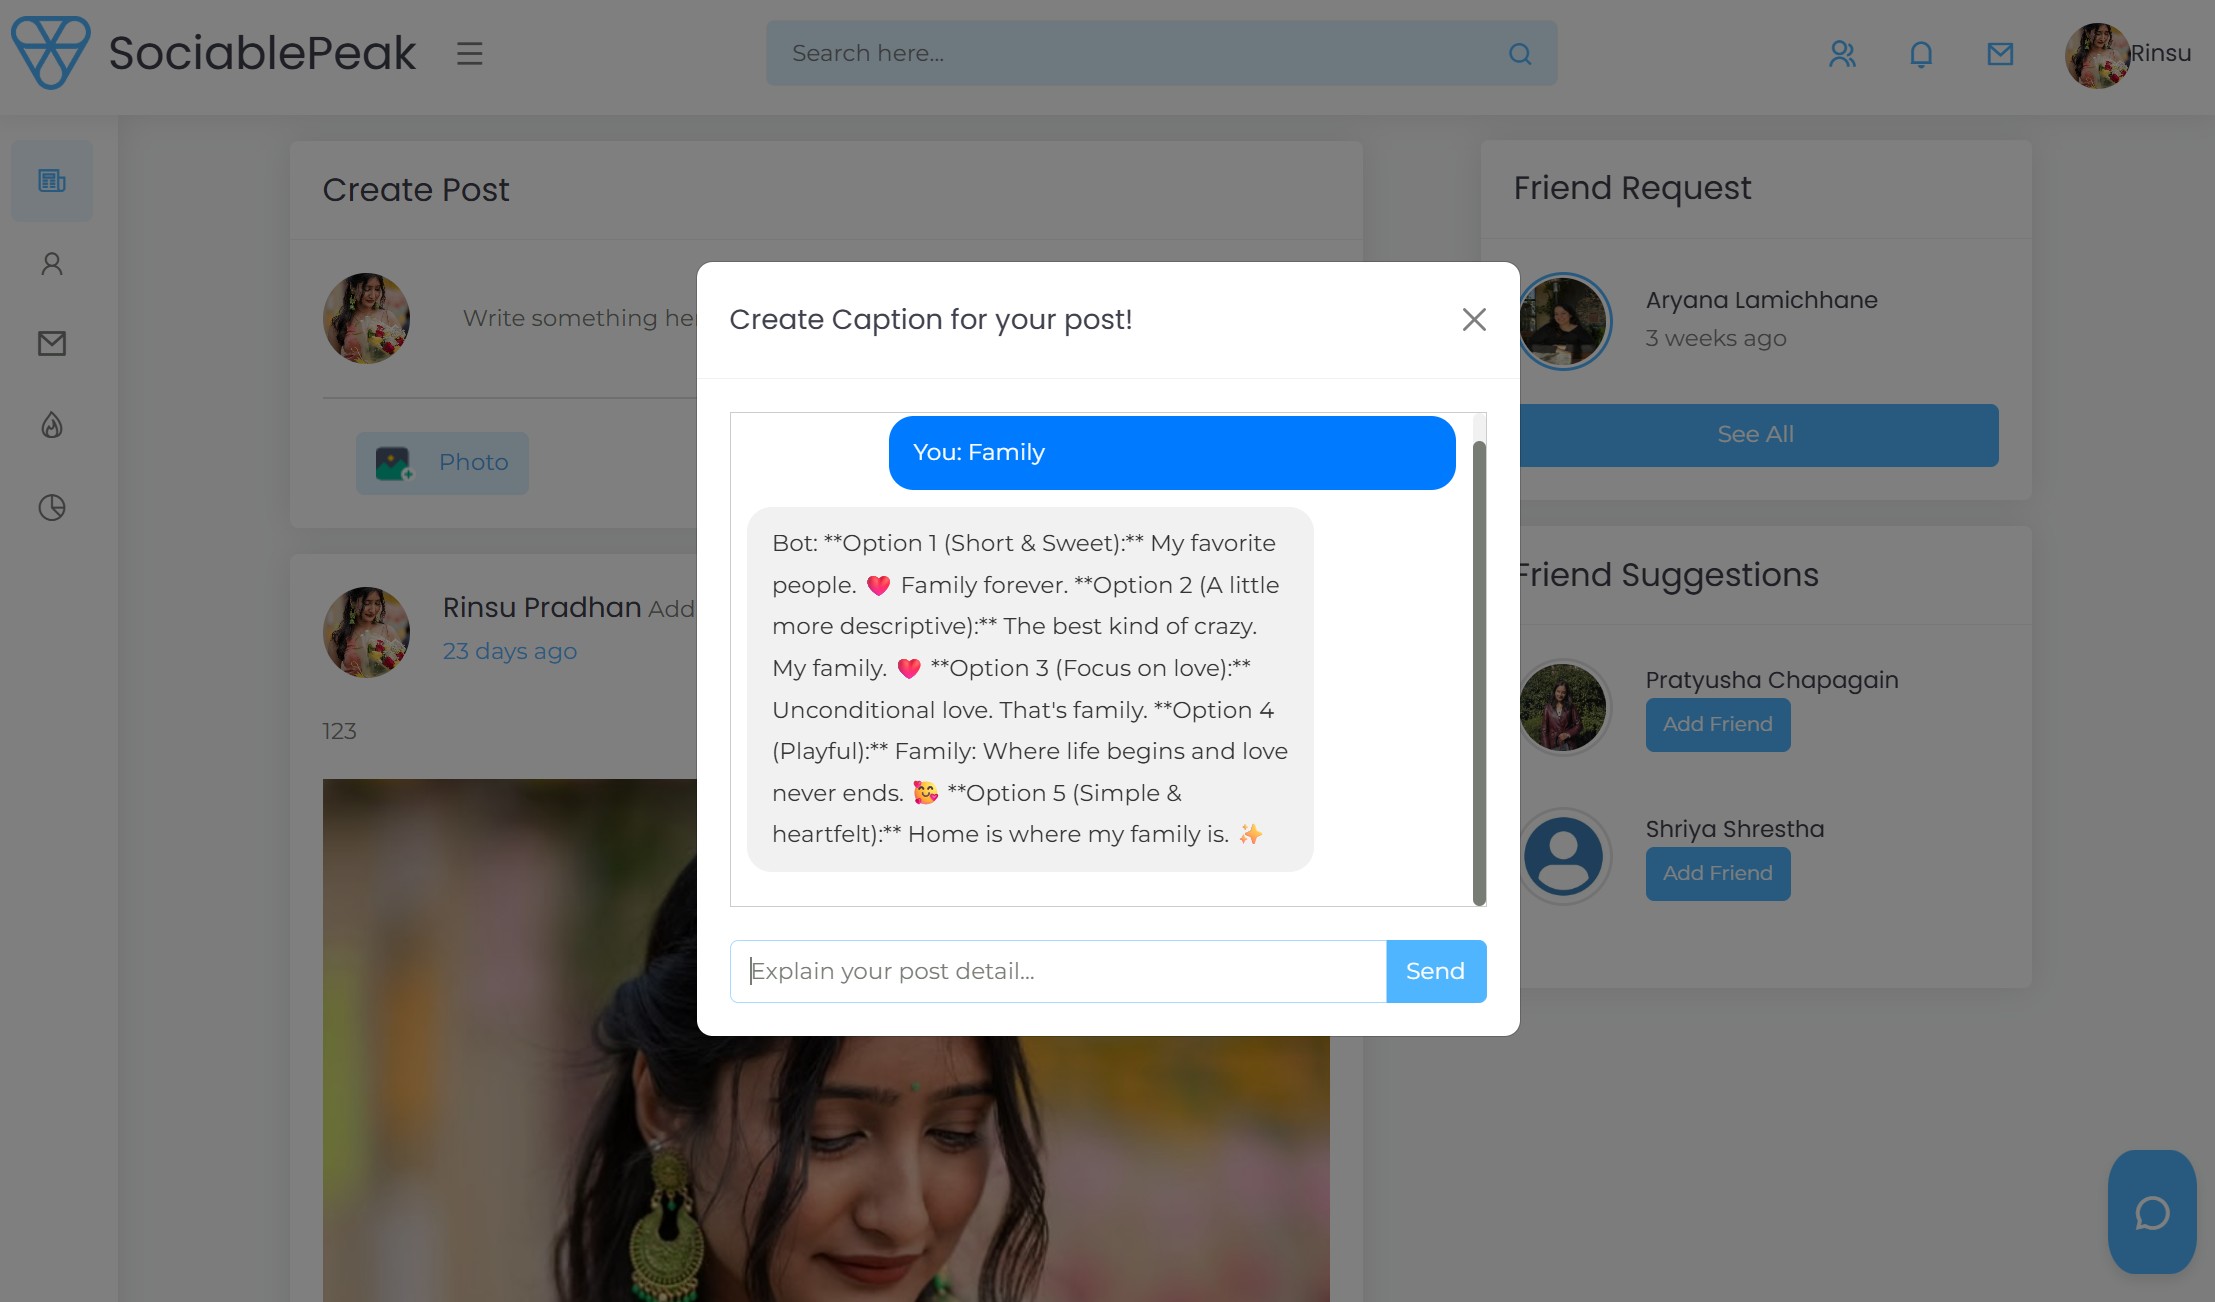 SociablePeak
Search here...
Rinsu
Create Post
Write something her
Photo
Rinsu Pradhan Add
23 days ago
123
Create Caption for your post!
You: Family
Bot: **Option 1 (Short & Sweet):** My favorite
people. ❤️ Family forever. **Option 2 (A little
more descriptive):** The best kind of crazy.
My family. ❤️ **Option 3 (Focus on love):**
Unconditional love. That's family. **Option 4
(Playful):** Family: Where life begins and love
never ends. 🥰 **Option 5 (Simple &
heartfelt):** Home is where my family is. ✨
Explain your post detail...
Send
Friend Request
Aryana Lamichhane
3 weeks ago
See All
Friend Suggestions
Pratyusha Chapagain
Add Friend
Shriya Shrestha
Add Friend